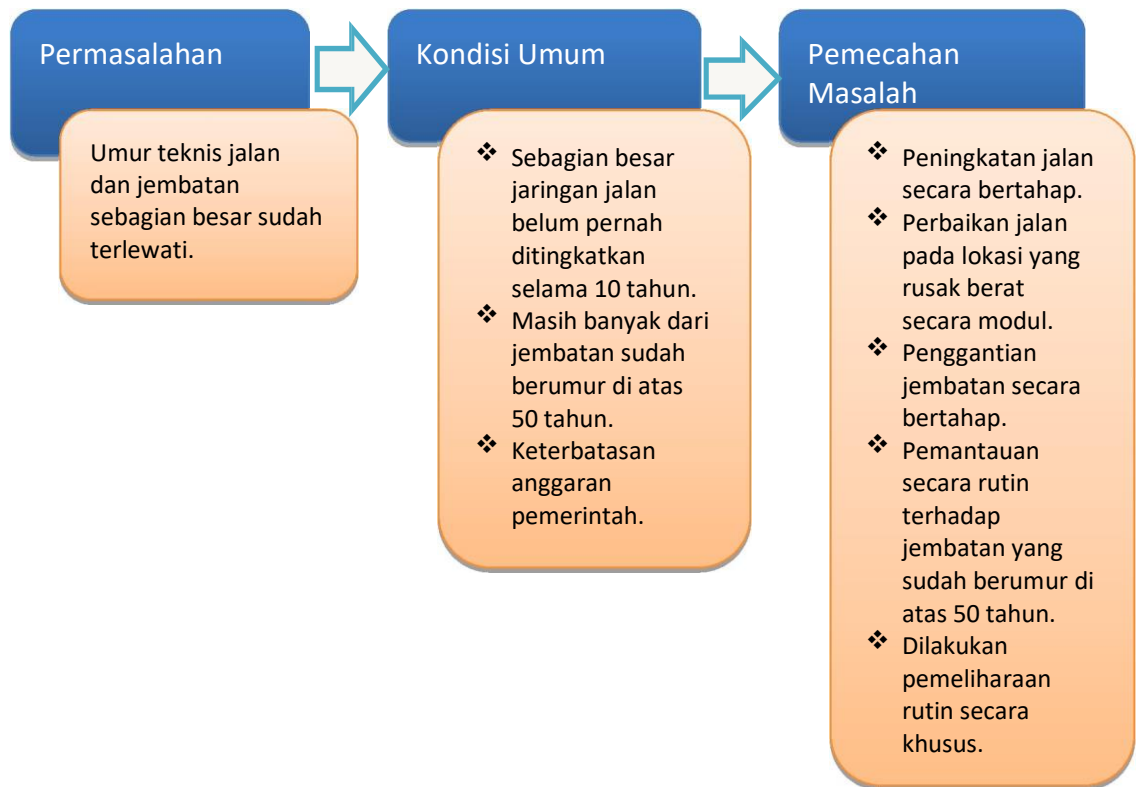 Permasalahan
Umur teknis jalan
dan jembatan
sebagian besar sudah
terlewati.
Kondisi Umum
❖ Sebagian besar
jaringan jalan
belum pernah
ditingkatkan
selama 10 tahun.
❖ Masih banyak dari
jembatan sudah
berumur di atas
50 tahun.
❖ Keterbatasan
anggaran
pemerintah.
Pemecahan
Masalah
❖ Peningkatan jalan
secara bertahap.
❖ Perbaikan jalan
pada lokasi yang
rusak berat
secara modul.
❖ Penggantian
jembatan secara
bertahap.
❖ Pemantauan
secara rutin
terhadap
jembatan yang
sudah berumur di
atas 50 tahun.
❖ Dilakukan
pemeliharaan
rutin secara
khusus.